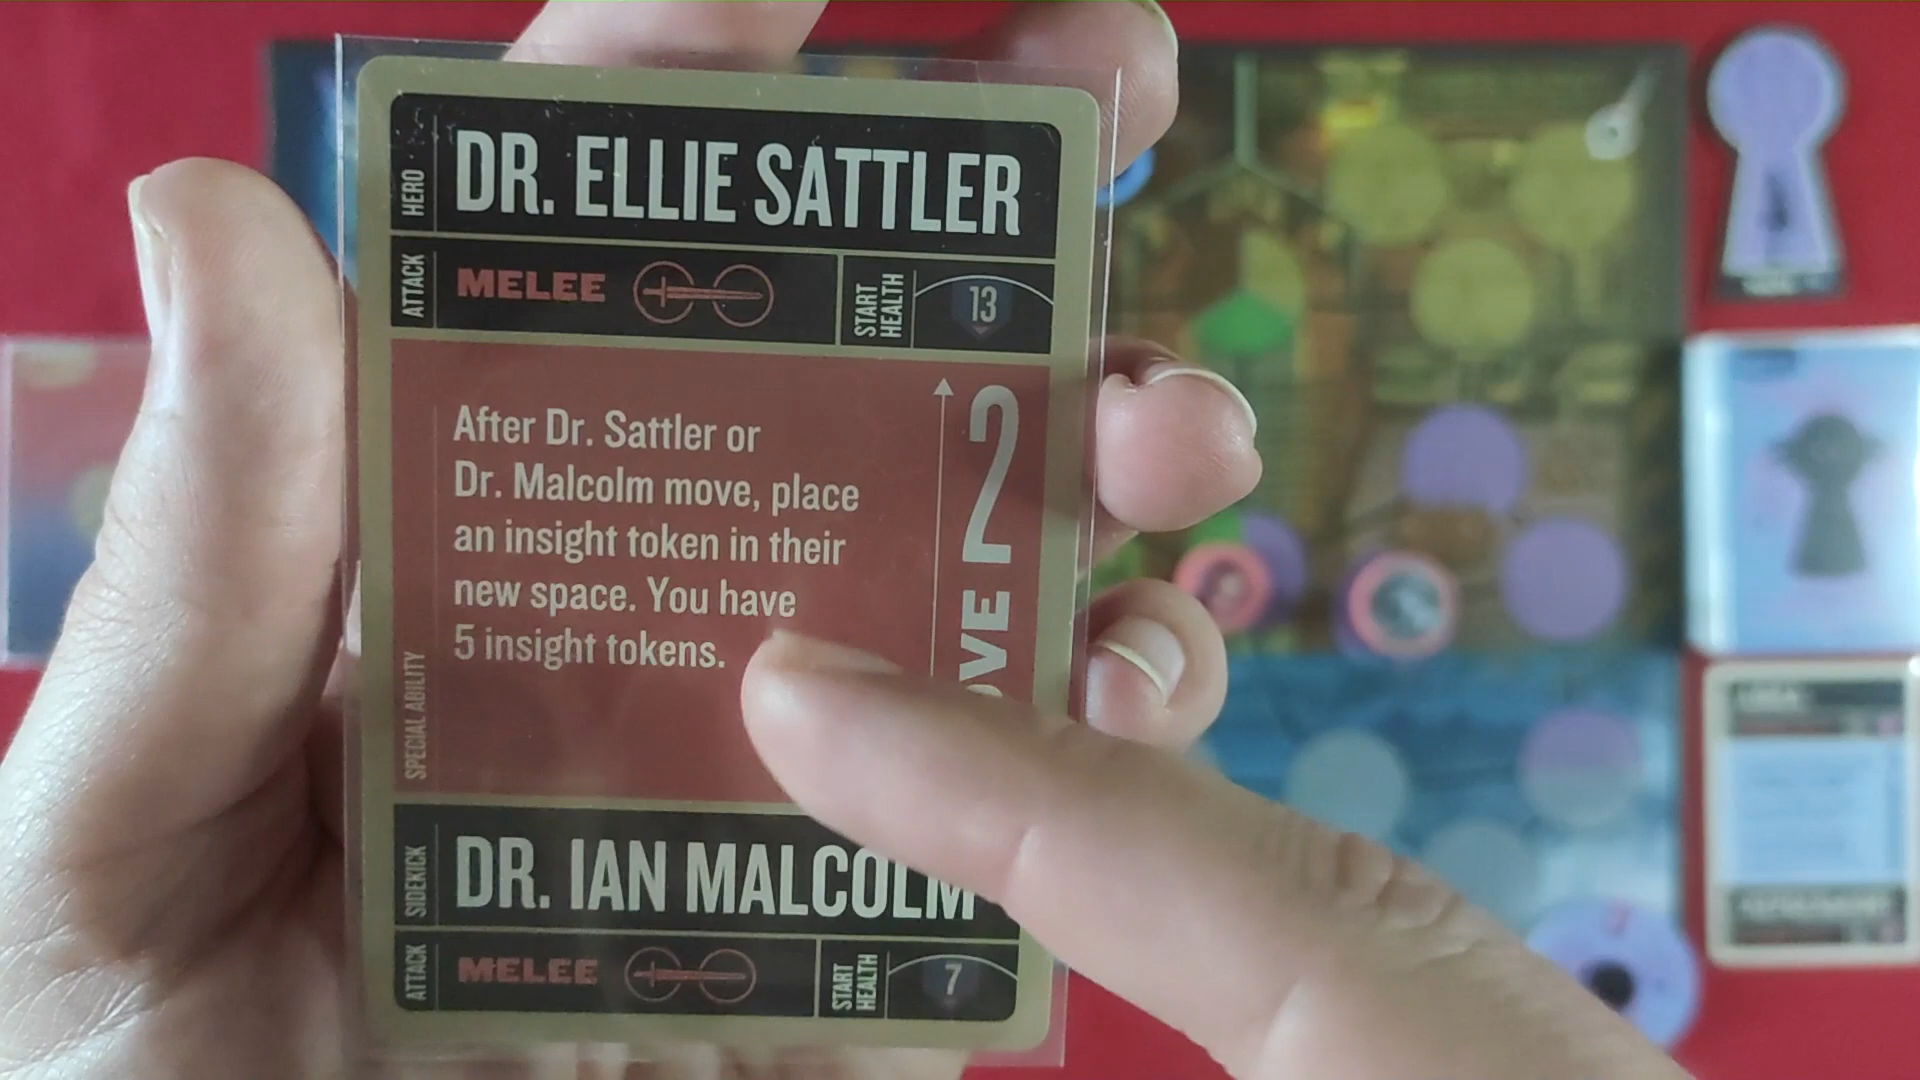 HERO
DR. ELLIE SATTLER
ATTACK
MELEE
START
HEALTH
13
After Dr. Sattler or
Dr. Malcolm move, place
an insight token in their
new space. You have
5 insight tokens.
SPECIAL ABILITY
2
SIDEKICK
DR. IAN MALCOLM
ATTACK
MELEE
START
HEALTH
7